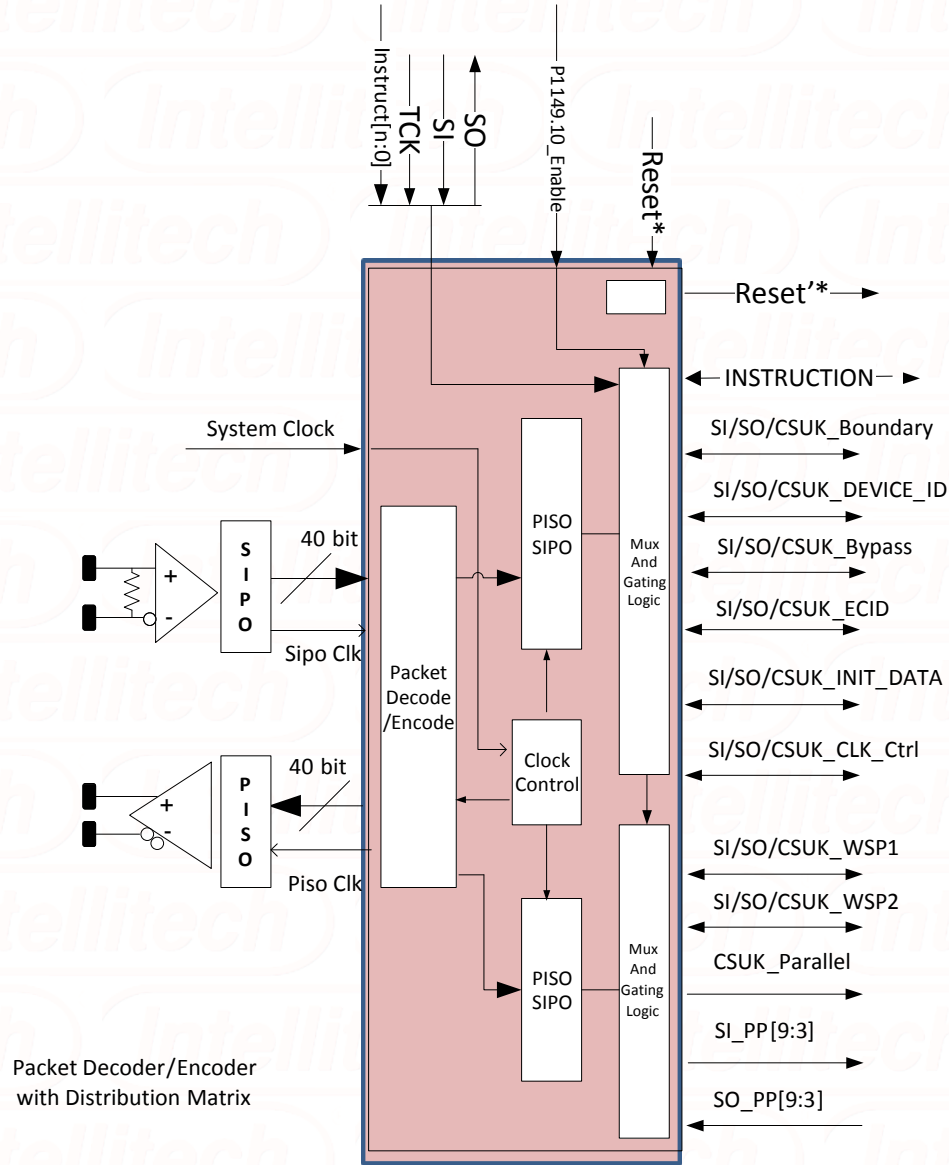 Instruct[n:0]
TCK
SI
SO
P1149.10_Enable
Reset*
Reset'*
INSTRUCTION
System Clock
SI/SO/CSUK_Boundary
SI/SO/CSUK_DEVICE_ID
SI/SO/CSUK_Bypass
SI/SO/CSUK_ECID
SI/SO/CSUK_INIT_DATA
SI/SO/CSUK_CLK_Ctrl
SI/SO/CSUK_WSP1
SI/SO/CSUK_WSP2
CSUK_Parallel
SI_PP[9:3]
SO_PP[9:3]
PISO
SIPO
Mux
And
Gating
Logic
+
-
S
I
P
O
40 bit
Sipo Clk
Packet
Decode
/Encode
Clock
Control
+
-
P
I
S
O
40 bit
Piso Clk
PISO
SIPO
Mux
And
Gating
Logic
Packet Decoder/Encoder
with Distribution Matrix
Intellitech